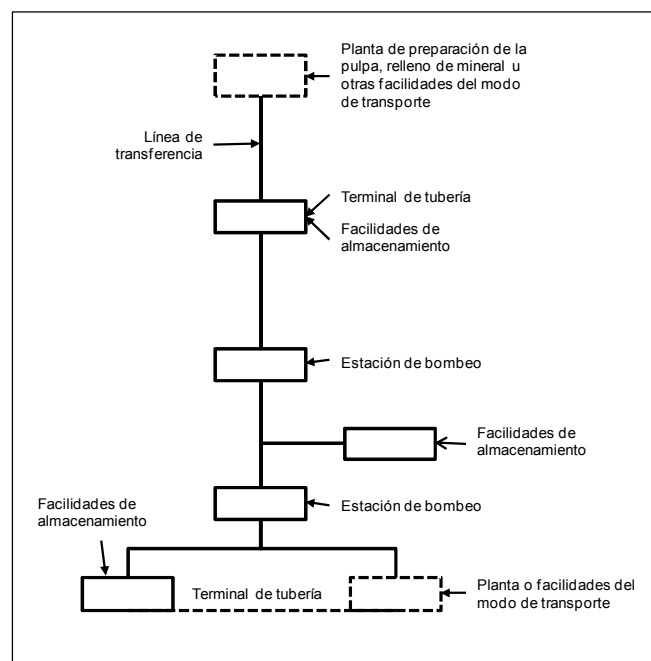 Planta de preparación de la
pulpa, relleno de mineral u
otras facilidades del modo
de transporte
Línea de
transferencia
Terminal de tubería
Facilidades de
almacenamiento
Estación de bombeo
Facilidades de
almacenamiento
Estación de bombeo
Facilidades de
almacenamiento
Terminal de tubería
Planta o facilidades del
modo de transporte